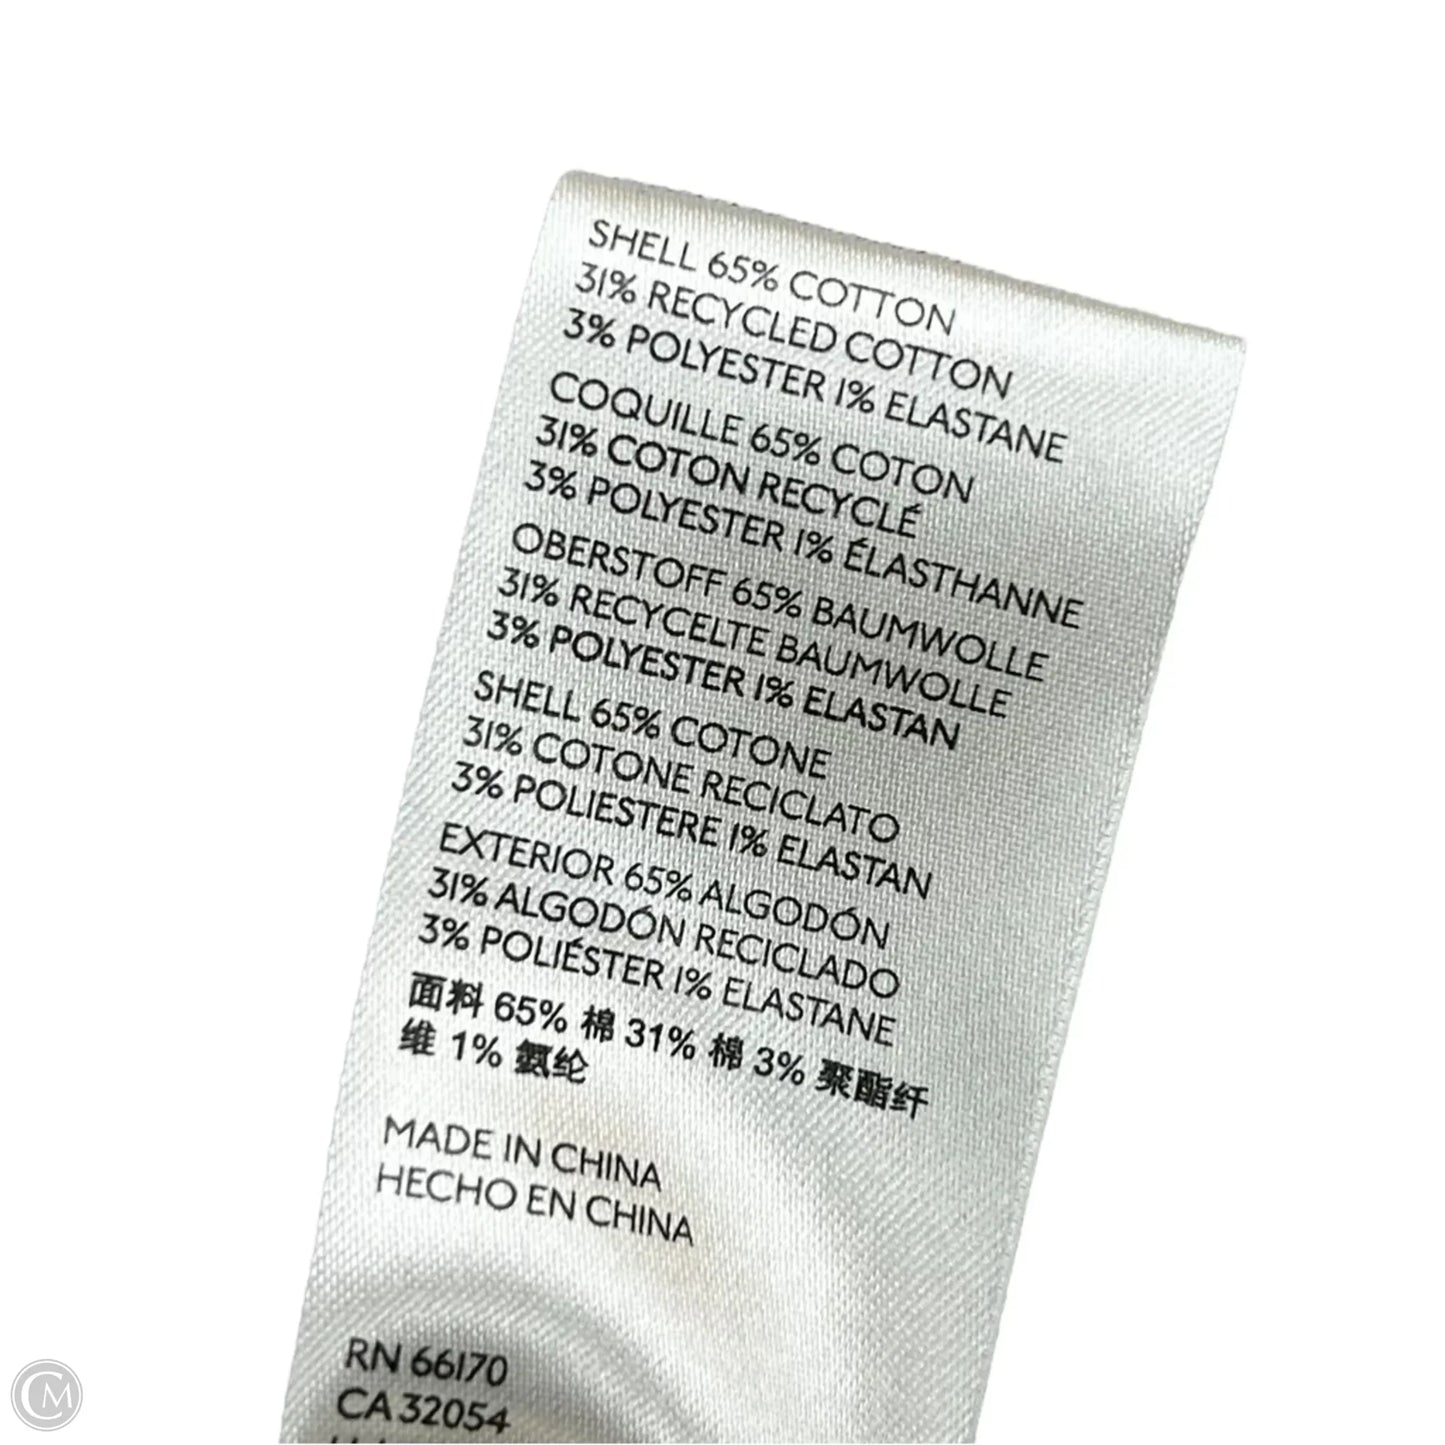 SHELL 65% COTTON
31% RECYCLED COTTON
3% POLYESTER 1% ELASTANE
COQUILLE 65% COTON
31% COTON RECYCLÉ
3% POLYESTER 1% ÉLASTHANNE
OBERSTOFF 65% BAUMWOLLE
31% RECYCELTE BAUMWOLLE
3% POLYESTER 1% ELASTAN
SHELL 65% COTONE
31% COTONE RECICLATO
3% POLIESTERE 1% ELASTAN
EXTERIOR 65% ALGODÓN
31% ALGODÓN RECICLADO
3% POLIÉSTER 1% ELASTANE
面料 65% 棉 31% 棉 3% 聚酯纤
维 1% 氨纶
MADE IN CHINA
HECHO EN CHINA
RN 66170
CA 32054
CM